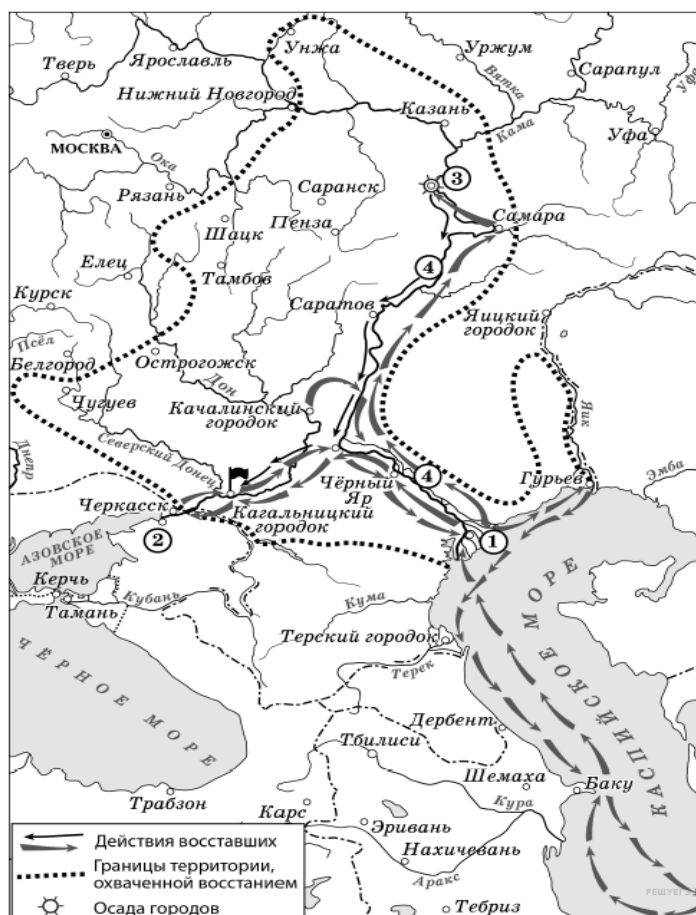 Унжа
Уржум
Тверь
Ярославль
Вятка
Сарапул
Уфа
Нижний Новгород
Казань
Кама
Уфа
МОСКВА
Ока
Рязань
3
Саранск
Самара
Шацк
Пенза
Елец
Тамбов
4
Курск
Саратов
Яицкий
городок
Псёл
Белгород
Острогожск
Дон
Чугуев
Качалинский
городок
Яик
Днепр
Северский Донец
4
Чёрный
Яр
Гурьев
Эмба
Черкасск
Кагальницкий
городок
2
1
АЗОВСКОЕ
МОРЕ
Керчь
Тамань
Кубань
Кума
Терский городок
Терек
ЧЁРНОЕ МОРЕ
КАСПИЙСКОЕ МОРЕ
Дербент
Тбилиси
Шемаха
Баку
Трабзон
Карс
Кура
Эривань
Нахичевань
Аракс
Тебриз
Действия восставших
Границы территории,
охваченной восстанием
Осада городов